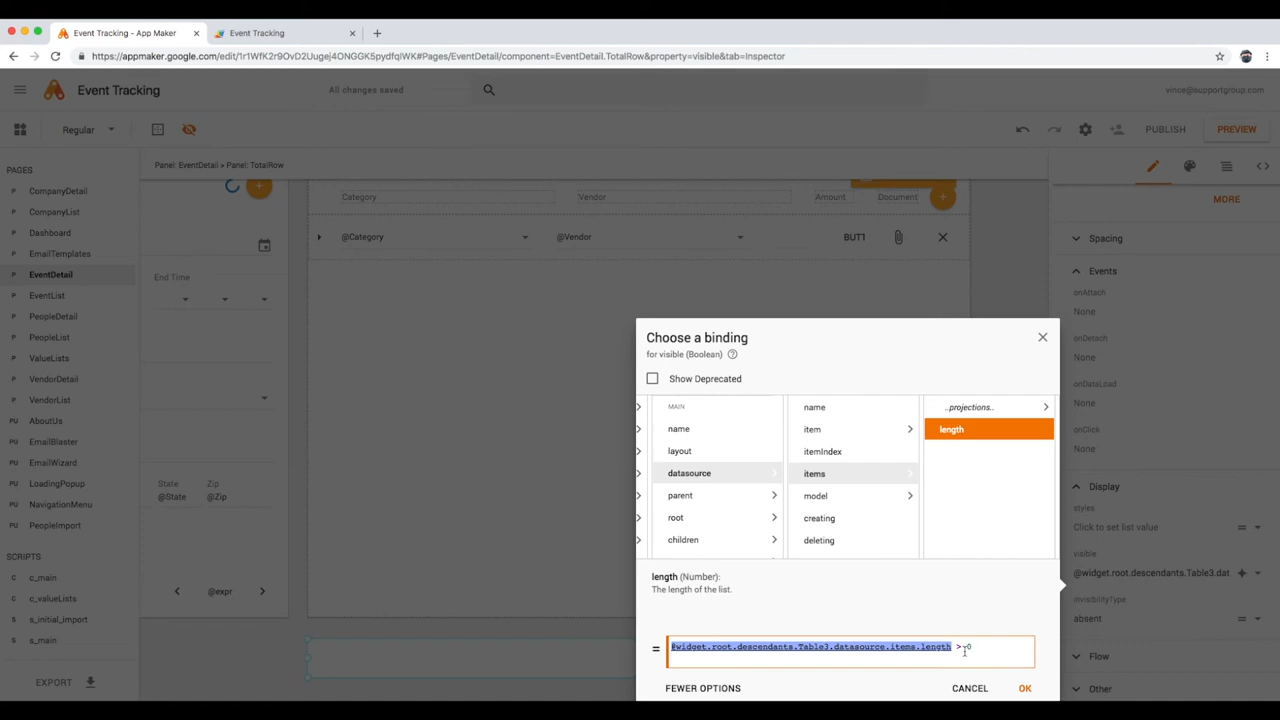 Event Tracking - App Maker
Event Tracking
https://appmaker.google.com/edit/1r1WfK2r9OvD2Uugej4ONGGK5pydfqIWK#Pages/EventDetail/component=EventDetail.TotalRow&property=visible&tab=Inspector
Event Tracking
All changes saved
vince@supportgroup.com
Regular
PUBLISH
PREVIEW
Panel: EventDetail > Panel: TotalRow
PAGES
P CompanyDetail
P CompanyList
P Dashboard
P EmailTemplates
P EventDetail
P EventList
P PeopleDetail
P PeopleList
P ValueLists
P VendorDetail
P VendorList
PU AboutUs
PU EmailBlaster
PU EmailWizard
PU LoadingPopup
PU NavigationMenu
PU PeopleImport
SCRIPTS
C c_main
C c_valueLists
S s_initial_import
S s_main
EXPORT
End Time
State
Zip
@State
@Zip
@expr
Category
Vendor
Amount
Document
@Category
@Vendor
BUT1
Choose a binding
for visible (Boolean)
Show Deprecated
MAIN
name
layout
datasource
parent
root
children
name
item
itemIndex
items
model
creating
deleting
..projections..
length
length (Number):
The length of the list.
= @widget.root.descendants.Table3.datasource.items.length > 0
FEWER OPTIONS
CANCEL
OK
MORE
Spacing
Events
onAttach
None
onDetach
None
onDataLoad
None
onClick
None
Display
styles
Click to set list value
visible
@widget.root.descendants.Table3.dat
invisibilityType
absent
Flow
Other